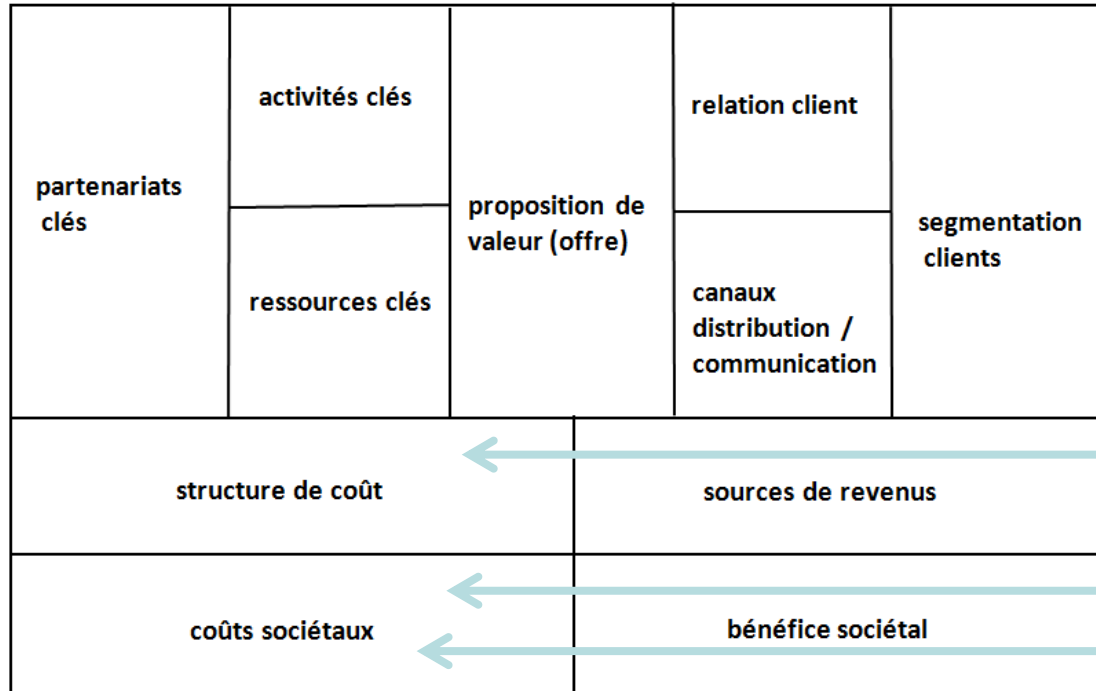 partenariats
clés
activités clés
ressources clés
proposition de
valeur (offre)
relation client
canaux
distribution /
communication
segmentation
clients
structure de coût
sources de revenus
coûts sociétaux
bénéfice sociétal